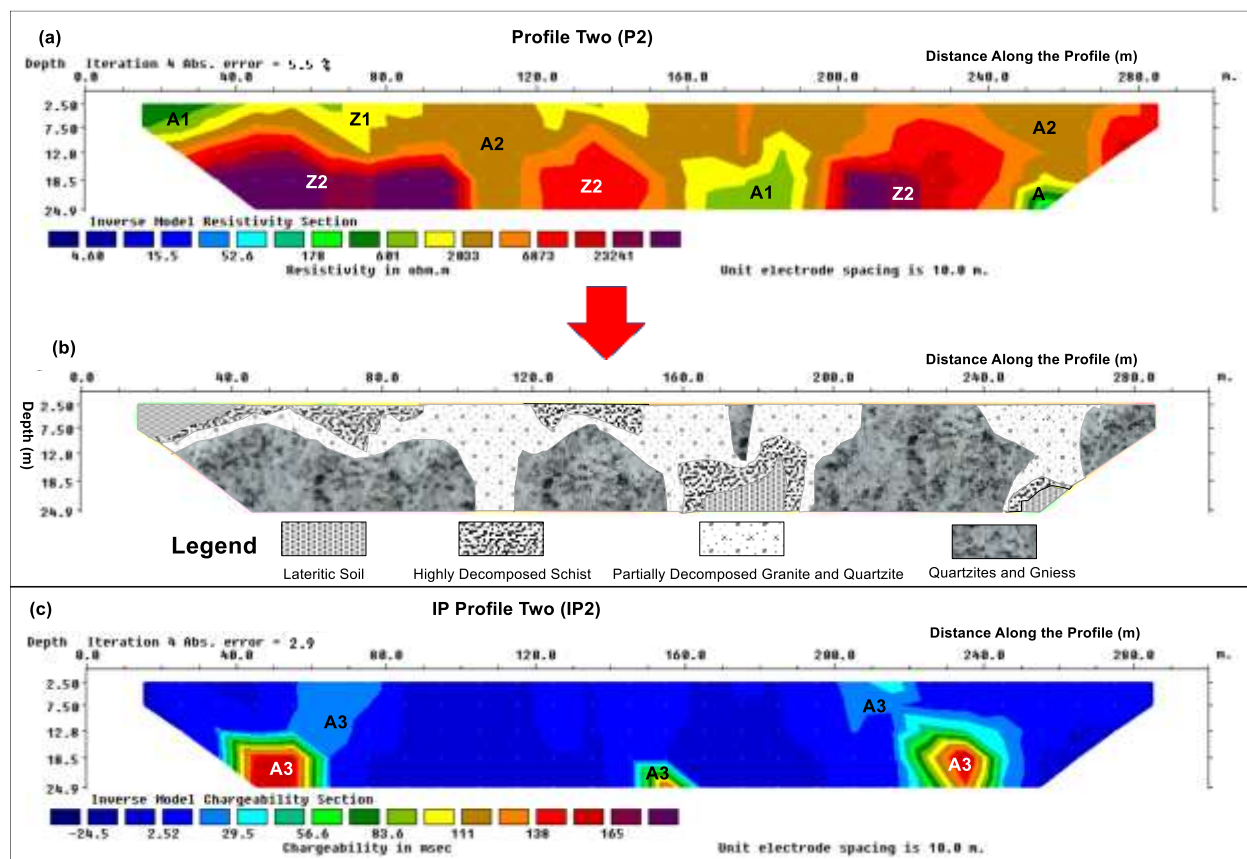 (a)
Profile Two (P2)
Distance Along the Profile (m)
Depth Iteration 4 Abs. error = 5.5 %
0.0 40.0 80.0 120.0 160.0 200.0 240.0 280.0 m.
2.50
7.50
12.8
18.5
24.9
A1 Z1 A2 A2
Z2 Z2 A1 Z2 A
Inverse Model Resistivity Section
4.60 15.5 52.6 178 601 2033 6873 23241
Resistivity in ohm.m
Unit electrode spacing is 10.0 m.
(b)
Distance Along the Profile (m)
0.0 40.0 80.0 120.0 160.0 200.0 240.0 280.0 m.
Depth (m)
2.50
7.50
12.8
18.5
24.9
Legend
Lateritic Soil
Highly Decomposed Schist
Partially Decomposed Granite and Quartzite
Quartzites and Gniess
(c)
IP Profile Two (IP2)
Distance Along the Profile (m)
Depth Iteration 4 Abs. error = 2.9
0.0 40.0 80.0 120.0 160.0 200.0 240.0 280.0 m.
2.50
7.50
12.8
18.5
24.9
A3 A3
A3 A3 A3
Inverse Model Chargeability Section
-24.5 2.52 29.5 56.6 83.6 111 138 165
Chargeability in msec
Unit electrode spacing is 10.0 m.